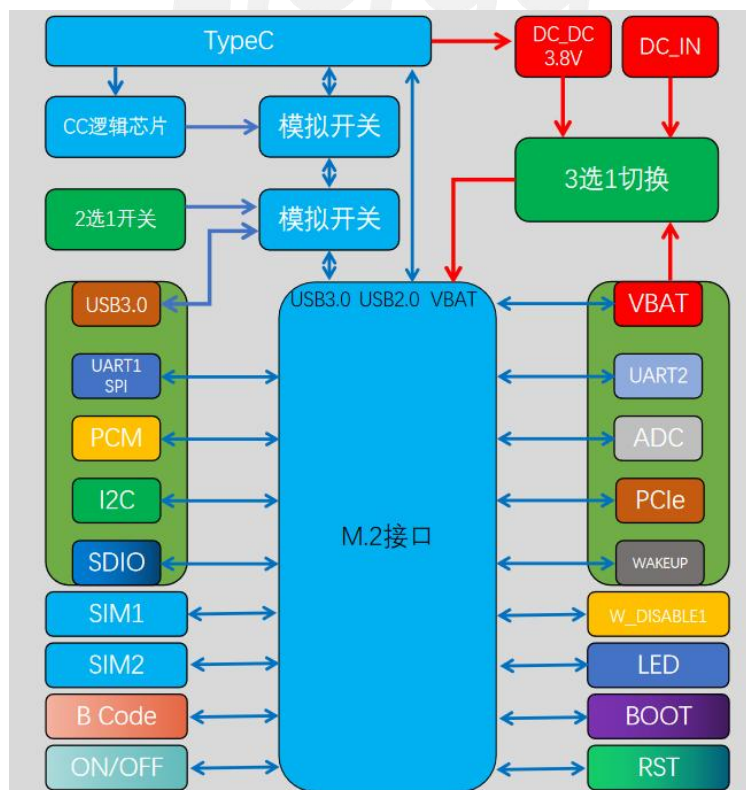 TypeC
DC_DC
3.8V
DC_IN
CC逻辑芯片
模拟开关
3选1切换
2选1开关
模拟开关
USB3.0 USB2.0 VBAT
USB3.0
VBAT
UART1
SPI
UART2
PCM
ADC
I2C
PCIe
M.2接口
SDIO
WAKEUP
SIM1
W_DISABLE1
SIM2
LED
B Code
BOOT
ON/OFF
RST